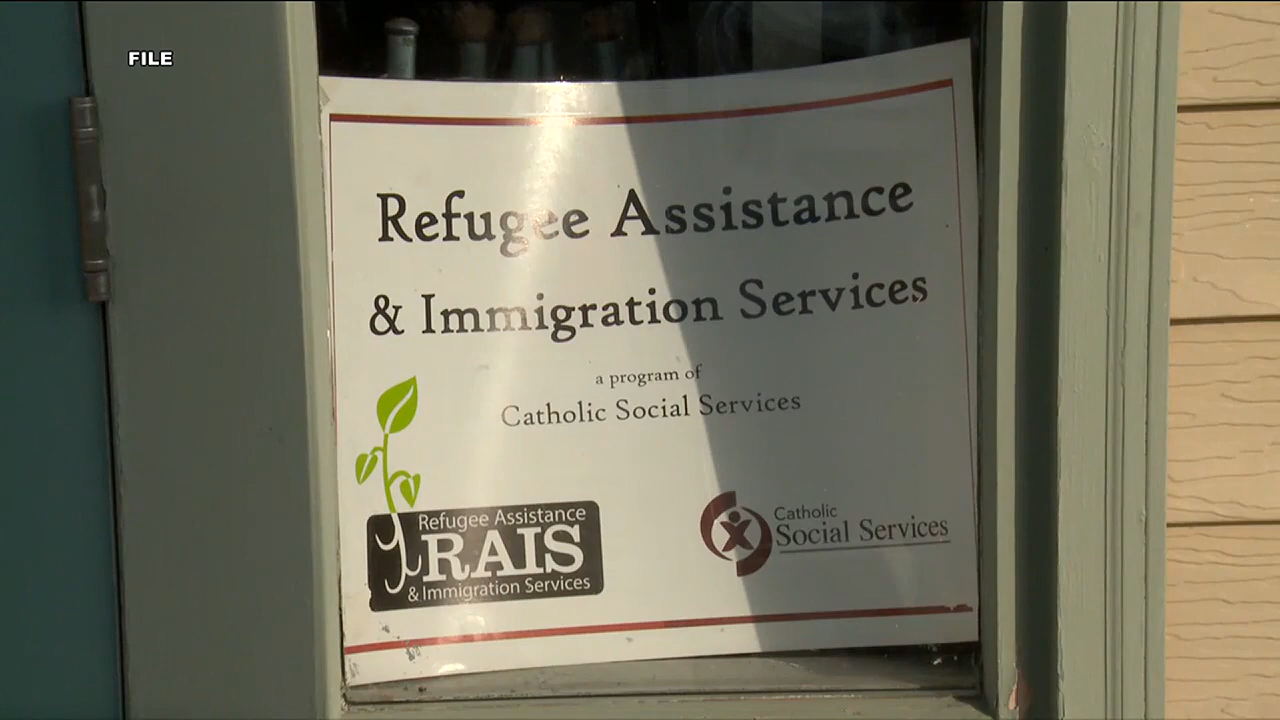 FILE
Refugee Assistance
& Immigration Services
a program of
Catholic Social Services
Refugee Assistance
RAIS
& Immigration Services
Catholic
Social Services